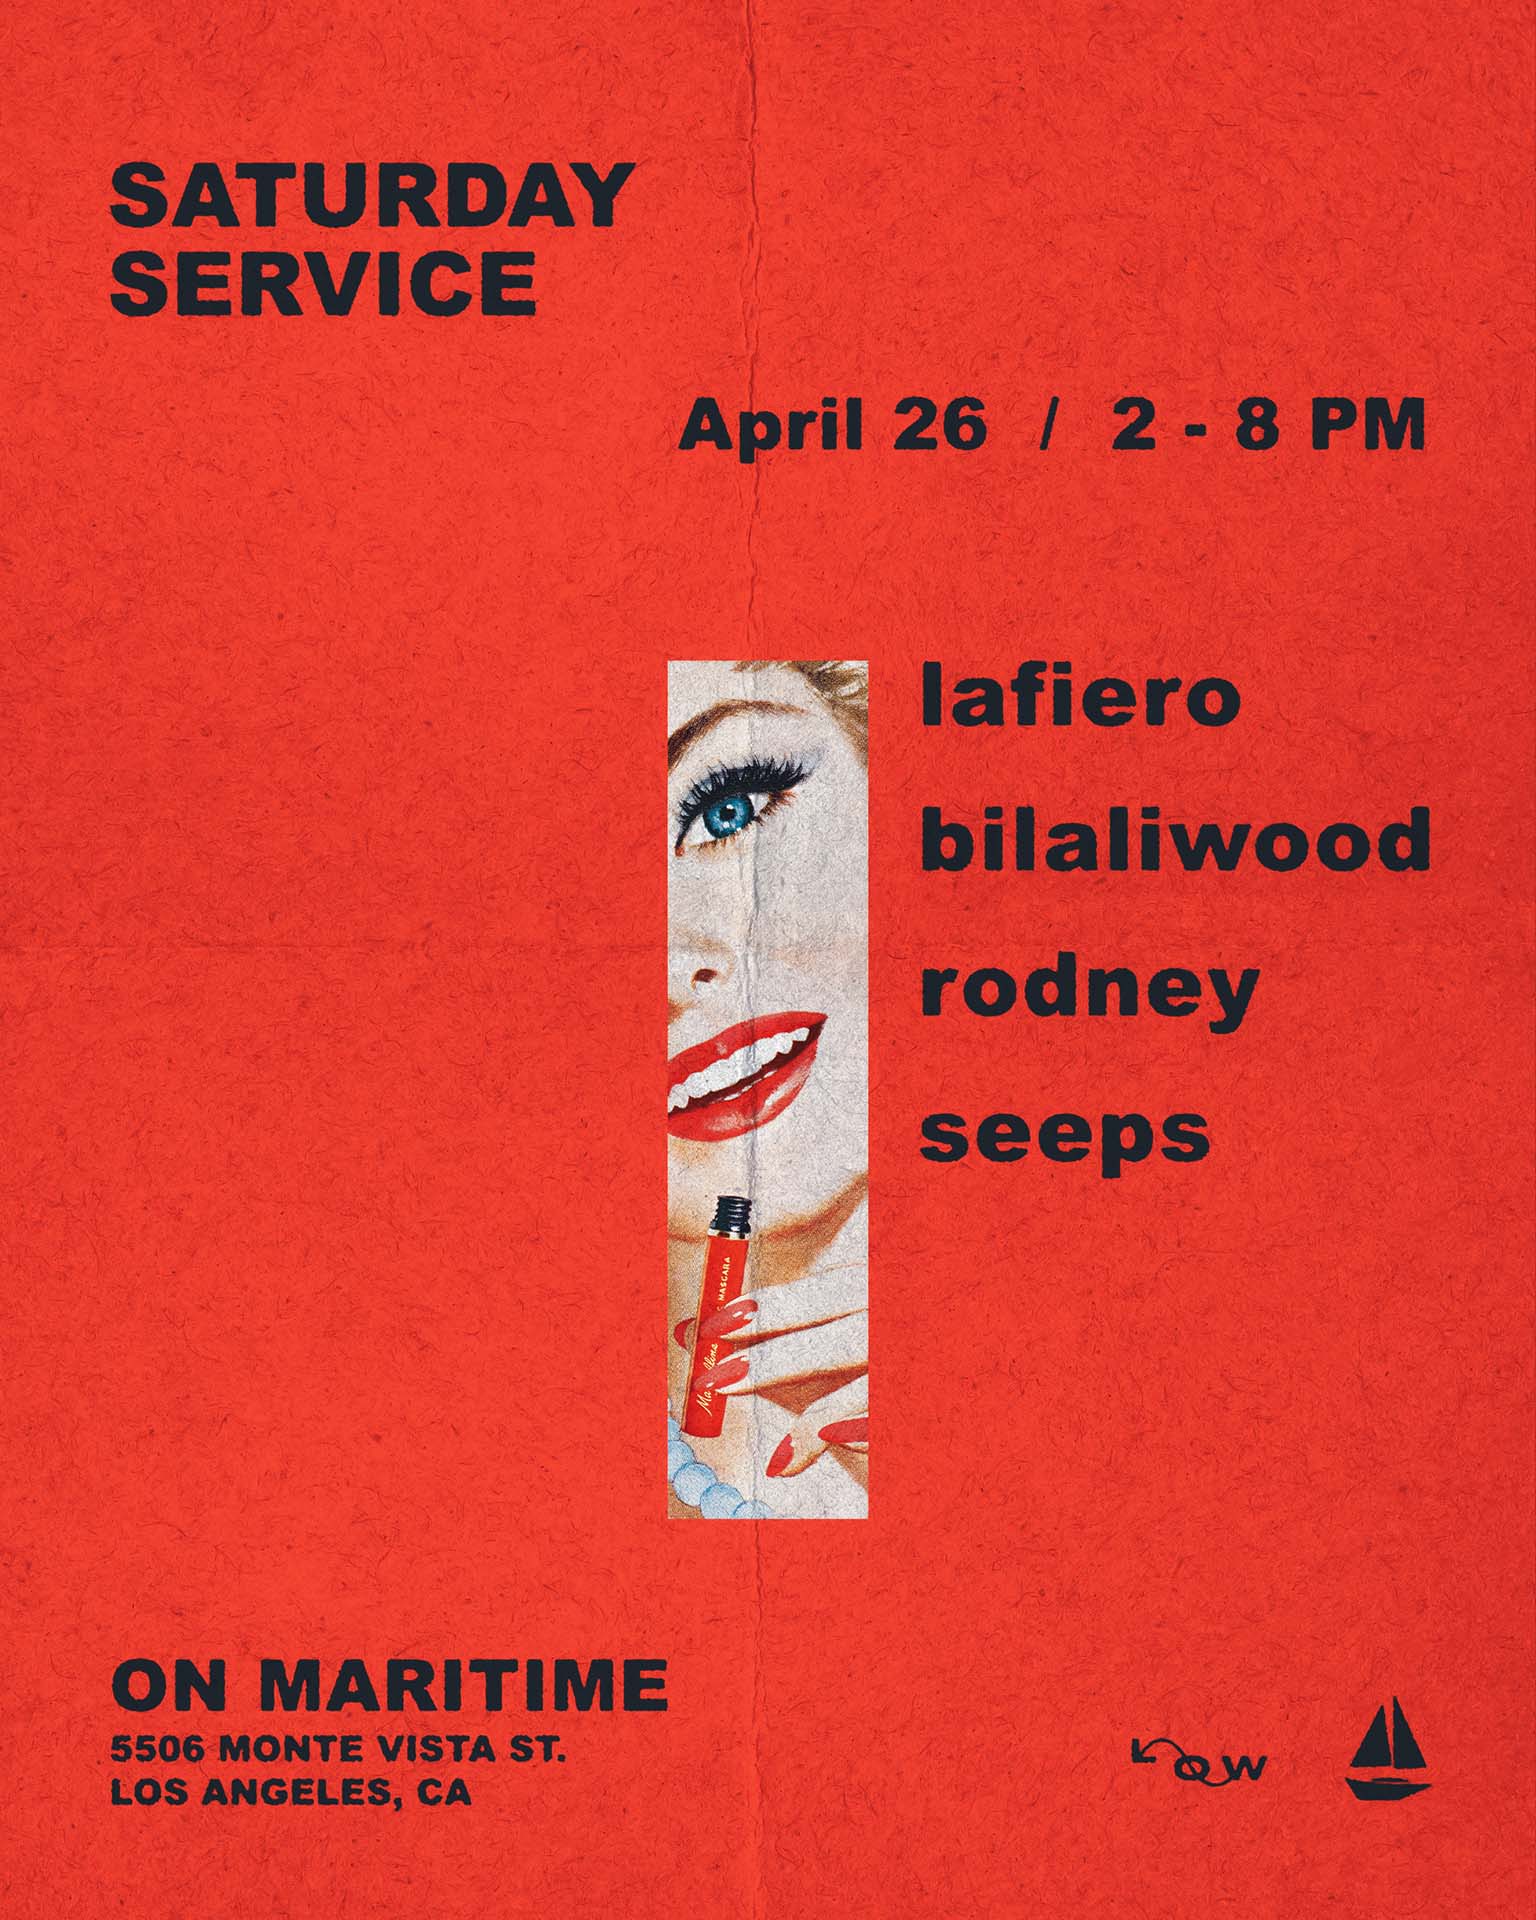 SATURDAY
SERVICE
April 26 / 2 - 8 PM
lafiero
bilaliwood
rodney
seeps
MASCARA
ON MARITIME
5506 MONTE VISTA ST.
LOS ANGELES, CA